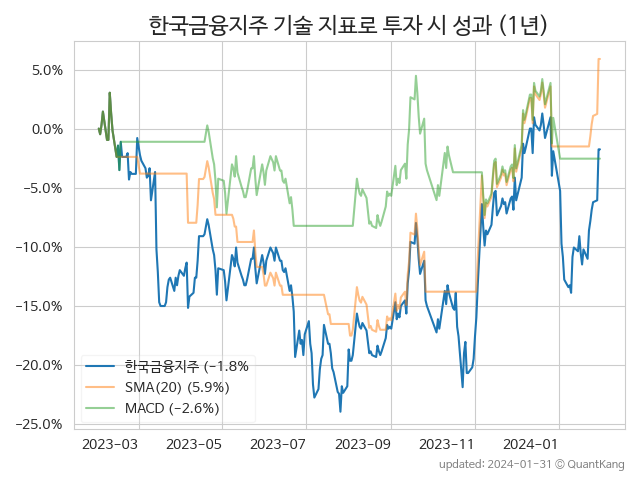 한국금융지주 기술 지표로 투자 시 성과 (1년)
5.0%
0.0%
−5.0%
−10.0%
−15.0%
−20.0%
−25.0%
한국금융지주 (−1.8%
SMA(20) (5.9%)
MACD (−2.6%)
2023-03 2023-05 2023-07 2023-09 2023-11 2024-01
updated: 2024-01-31 © QuantKang